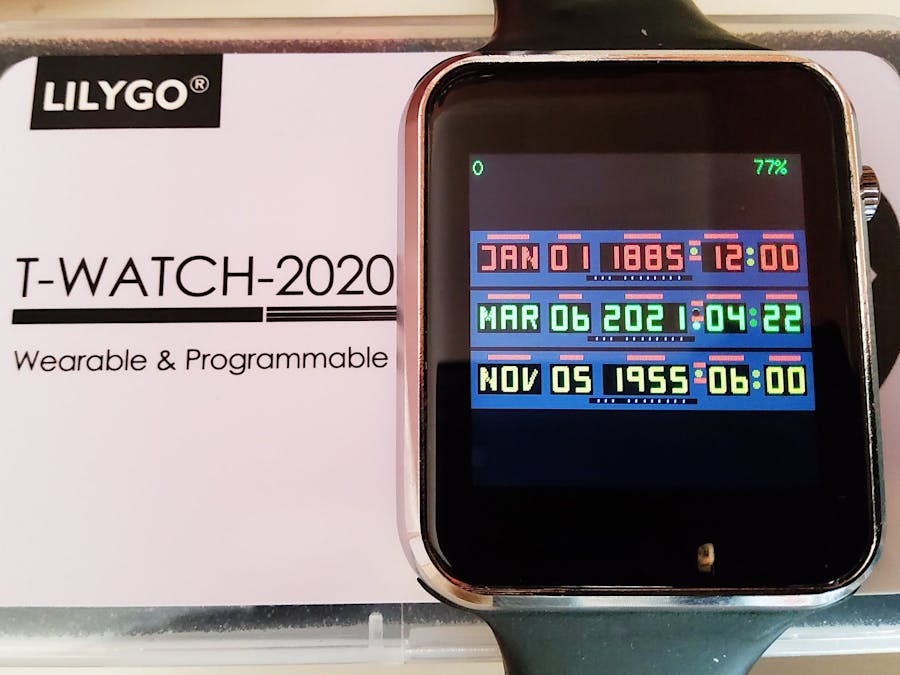 LILYGO®
T-WATCH-2020
Wearable & Programmable
0 77%
JAN 01 1885 12:00
MAR 06 2021 04:22
NOV 05 1955 06:00